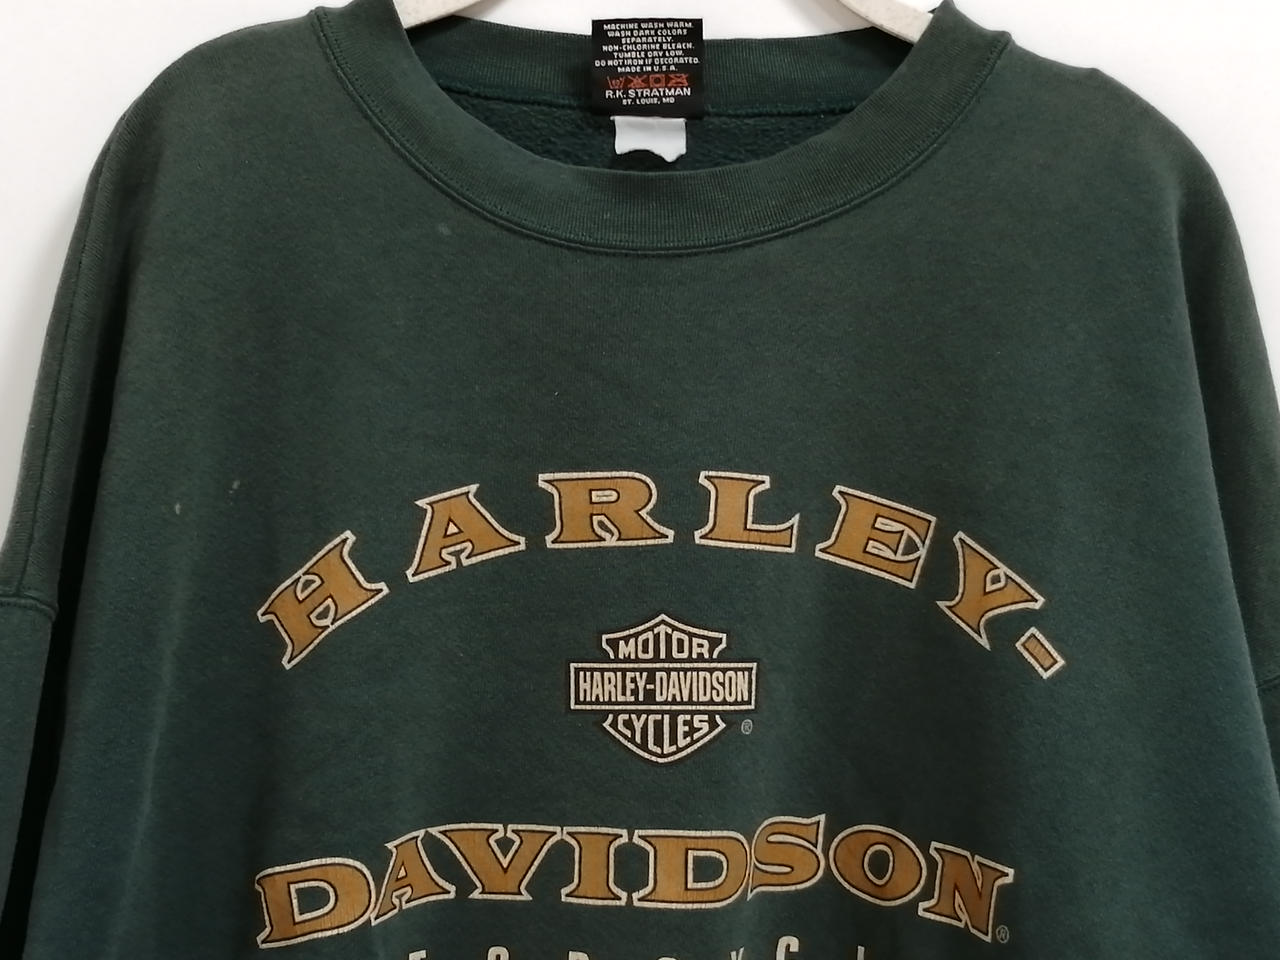 MACHINE WASH WARM.
WASH DARK COLORS
SEPARATELY.
NON-CHLORINE BLEACH.
TUMBLE DRY LOW.
DO NOT IRON IF DECORATED.
MADE IN U.S.A.
R.K. STRATMAN
ST. LOUIS, MO
HARLEY-
MOTOR
HARLEY-DAVIDSON
CYCLES
®
DAVIDSON
®